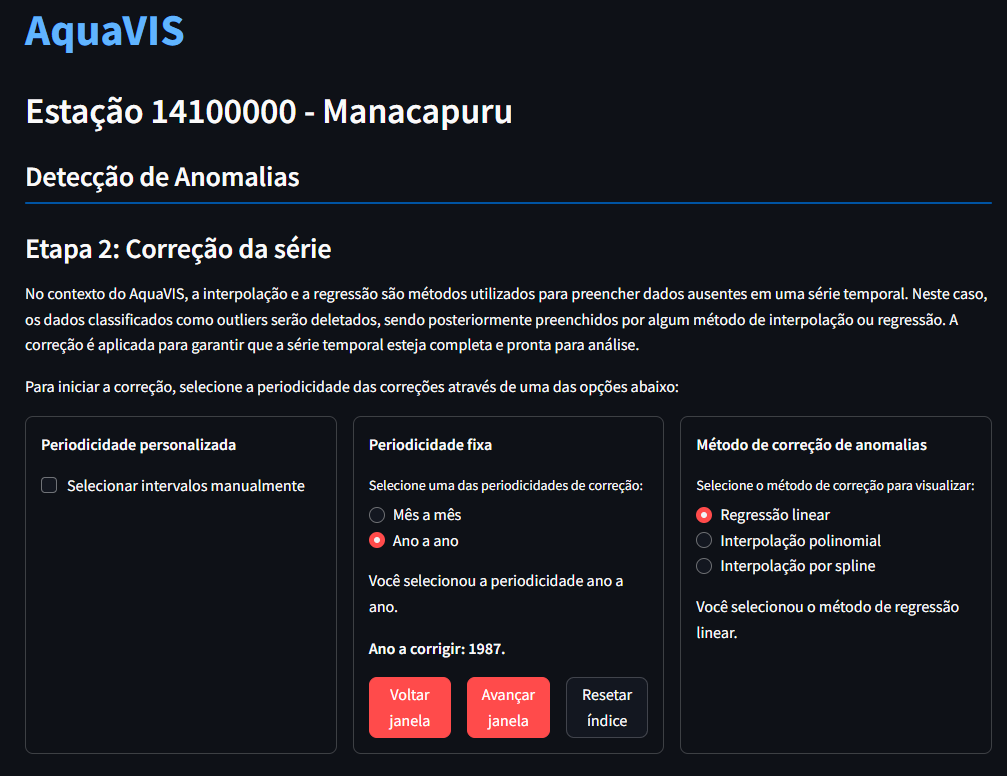 AquaVIS
Estação 14100000 - Manacapuru
Detecção de Anomalias
Etapa 2: Correção da série
No contexto do AquaVIS, a interpolação e a regressão são métodos utilizados para preencher dados ausentes em uma série temporal. Neste caso,
os dados classificados como outliers serão deletados, sendo posteriormente preenchidos por algum método de interpolação ou regressão. A
correção é aplicada para garantir que a série temporal esteja completa e pronta para análise.
Para iniciar a correção, selecione a periodicidade das correções através de uma das opções abaixo:
Periodicidade personalizada
Selecionar intervalos manualmente
Periodicidade fixa
Selecione uma das periodicidades de correção:
Mês a mês
Ano a ano
Você selecionou a periodicidade ano a
ano.
Ano a corrigir: 1987.
Voltar
janela
Avançar
janela
Resetar
índice
Método de correção de anomalias
Selecione o método de correção para visualizar:
Regressão linear
Interpolação polinomial
Interpolação por spline
Você selecionou o método de regressão
linear.